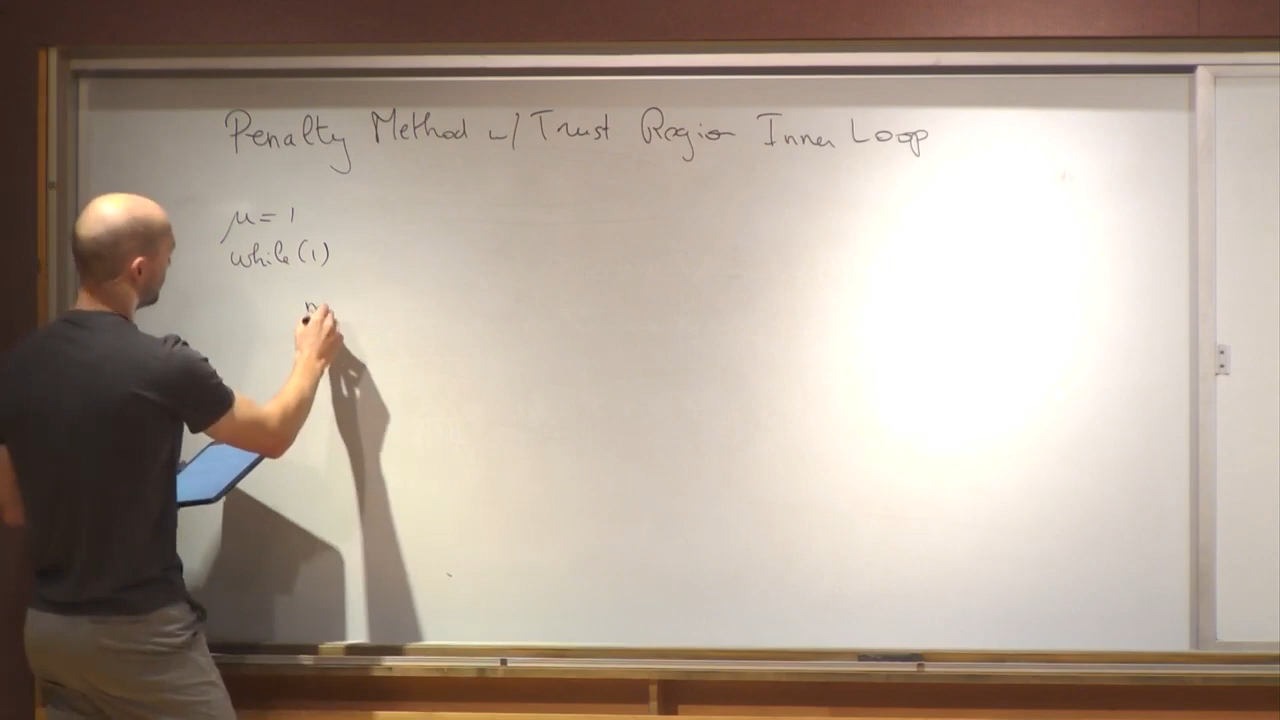 Penalty Method w/ Trust Region Inner Loop
μ = 1
while (1)